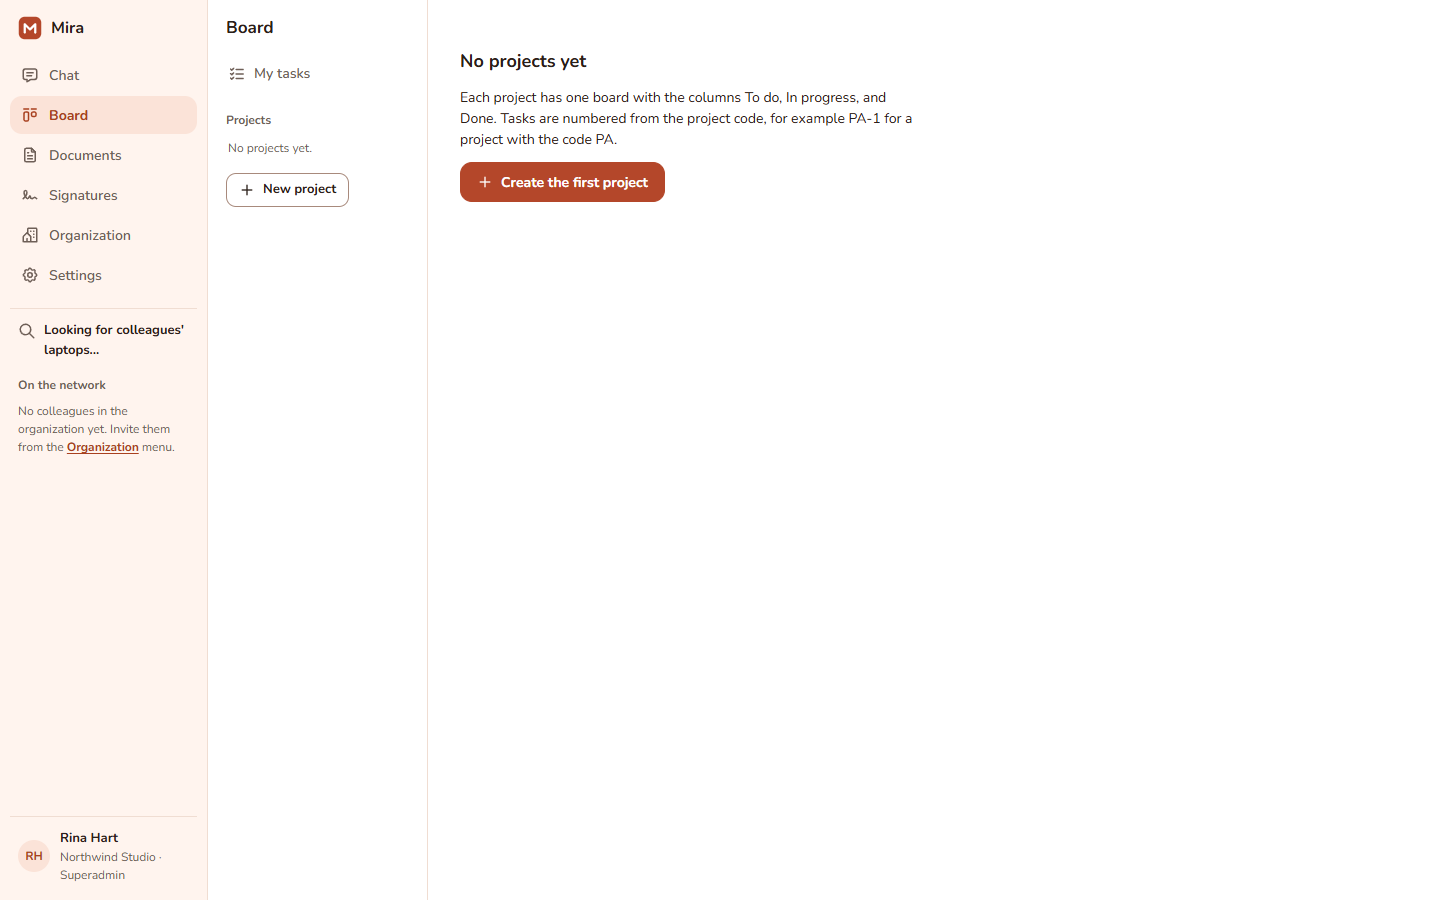 Mira
Chat
Board
Documents
Signatures
Organization
Settings
Looking for colleagues'
laptops...
On the network
No colleagues in the
organization yet. Invite them
from the Organization menu.
RH
Rina Hart
Northwind Studio ·
Superadmin
Board
My tasks
Projects
No projects yet.
New project
No projects yet
Each project has one board with the columns To do, In progress, and
Done. Tasks are numbered from the project code, for example PA-1 for a
project with the code PA.
Create the first project